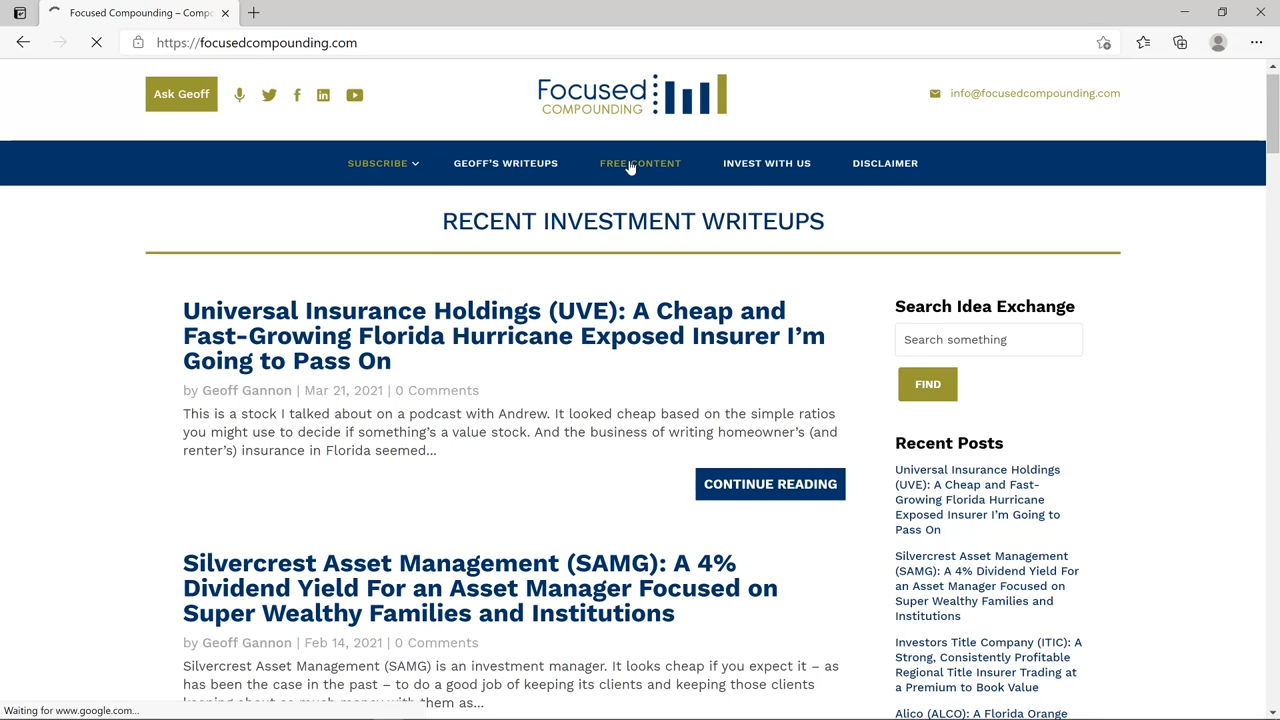 Focused Compounding – Compo
https://focusedcompounding.com
Ask Geoff
Focused
COMPOUNDING
info@focusedcompounding.com
SUBSCRIBE
GEOFF'S WRITEUPS
FREE CONTENT
INVEST WITH US
DISCLAIMER
RECENT INVESTMENT WRITEUPS
Universal Insurance Holdings (UVE): A Cheap and
Fast-Growing Florida Hurricane Exposed Insurer I'm
Going to Pass On
by Geoff Gannon | Mar 21, 2021 | 0 Comments
This is a stock I talked about on a podcast with Andrew. It looked cheap based on the simple ratios
you might use to decide if something's a value stock. And the business of writing homeowner's (and
renter's) insurance in Florida seemed...
CONTINUE READING
Silvercrest Asset Management (SAMG): A 4%
Dividend Yield For an Asset Manager Focused on
Super Wealthy Families and Institutions
by Geoff Gannon | Feb 14, 2021 | 0 Comments
Silvercrest Asset Management (SAMG) is an investment manager. It looks cheap if you expect it – as
has been the case in the past – to do a good job of keeping its clients and keeping those clients
keeping about as much money with them as...
Search Idea Exchange
Search something
FIND
Recent Posts
Universal Insurance Holdings
(UVE): A Cheap and Fast-
Growing Florida Hurricane
Exposed Insurer I'm Going to
Pass On
Silvercrest Asset Management
(SAMG): A 4% Dividend Yield For
an Asset Manager Focused on
Super Wealthy Families and
Institutions
Investors Title Company (ITIC): A
Strong, Consistently Profitable
Regional Title Insurer Trading at
a Premium to Book Value
Alico (ALCO): A Florida Orange
Waiting for www.google.com...